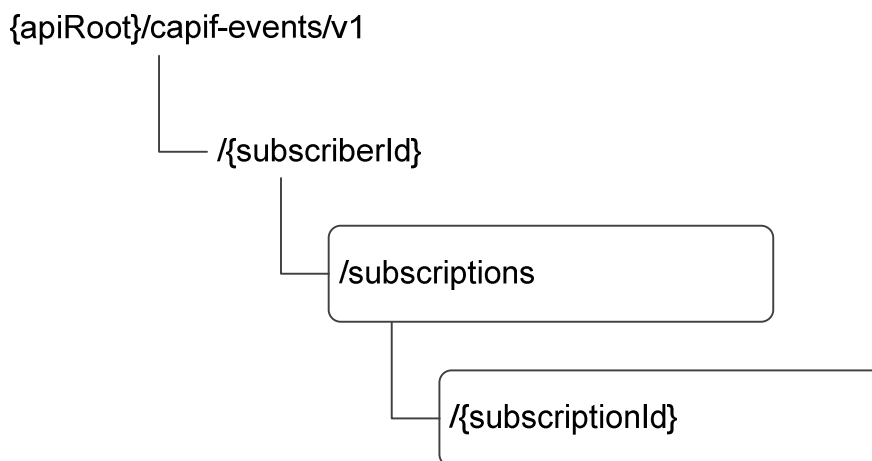 {apiRoot}/capif-events/v1
/{subscriberId}
/subscriptions
/{subscriptionId}